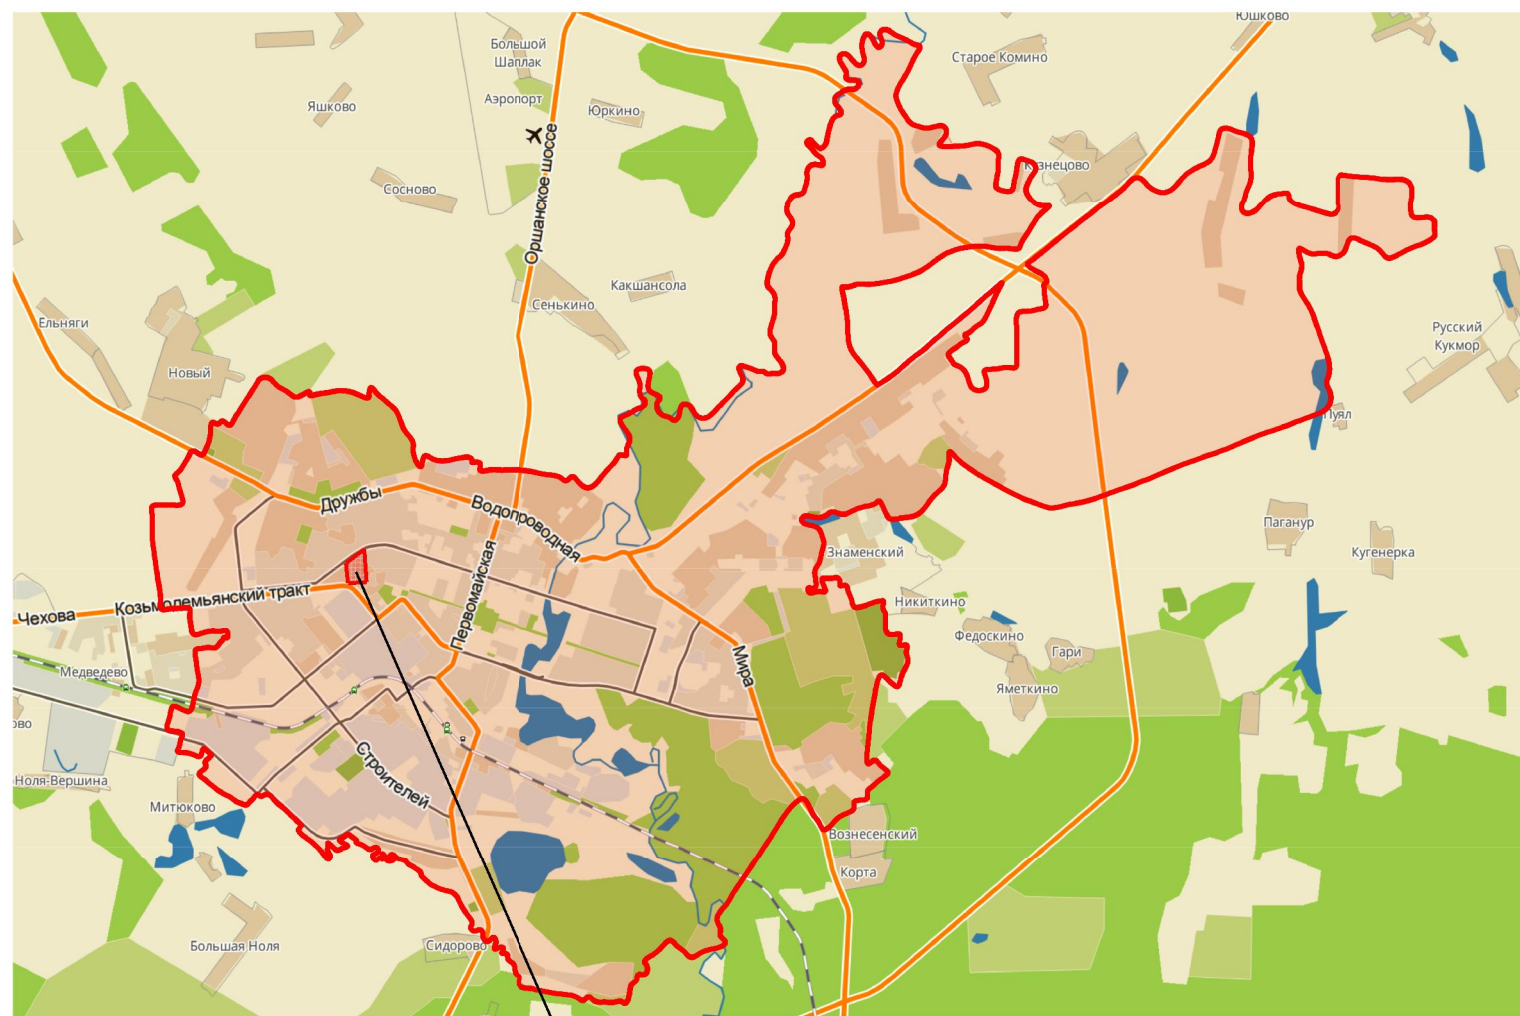 Юшково
Большой
Шаплак
Старое Комино
Аэропорт
Яшково
Юркино
Кузнецово
Сосново
Оршанское шоссе
Какшансола
Сенькино
Ельняги
Новый
Русский
Кукмор
Пуял
Дружбы
Водопроводная
Паганур
Знаменский
Кугенерка
Первомайская
Козьмодемьянский тракт
Чехова
Никиткино
Федоскино
Гари
Медведево
Мира
Яметкино
ово
Строителей
Ноля-Вершина
Митюково
Вознесенский
Корта
Большая Ноля
Сидорово